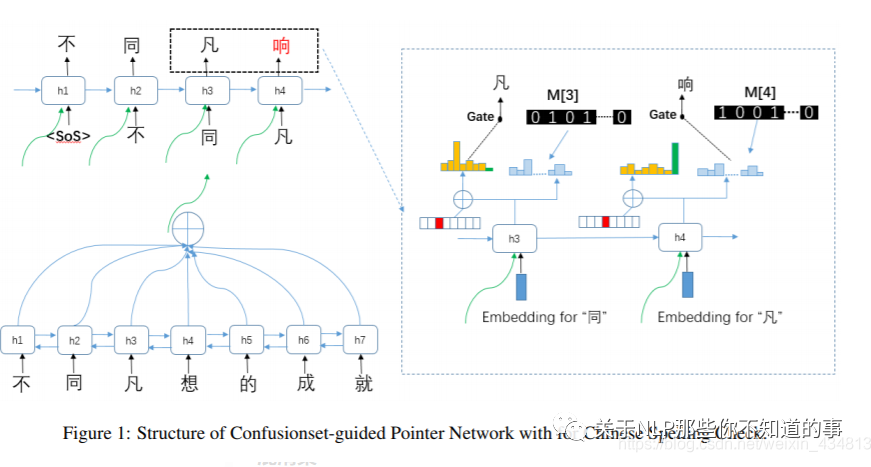 不 同 凡 响
h1 h2 h3 h4
<SoS> 不 同 凡
凡 M[3] 响 M[4]
Gate 0 1 0 1 0 Gate 1 0 0 1 0
h3 h4
Embedding for “同” Embedding for “凡”
h1 h2 h3 h4 h5 h6 h7
不 同 凡 想 的 成 就
Figure 1: Structure of Confusionset-guided Pointer Network with for Chinese Spelling Check
关于NLP那些你不知道的事
https://blog.csdn.net/weixin_434813